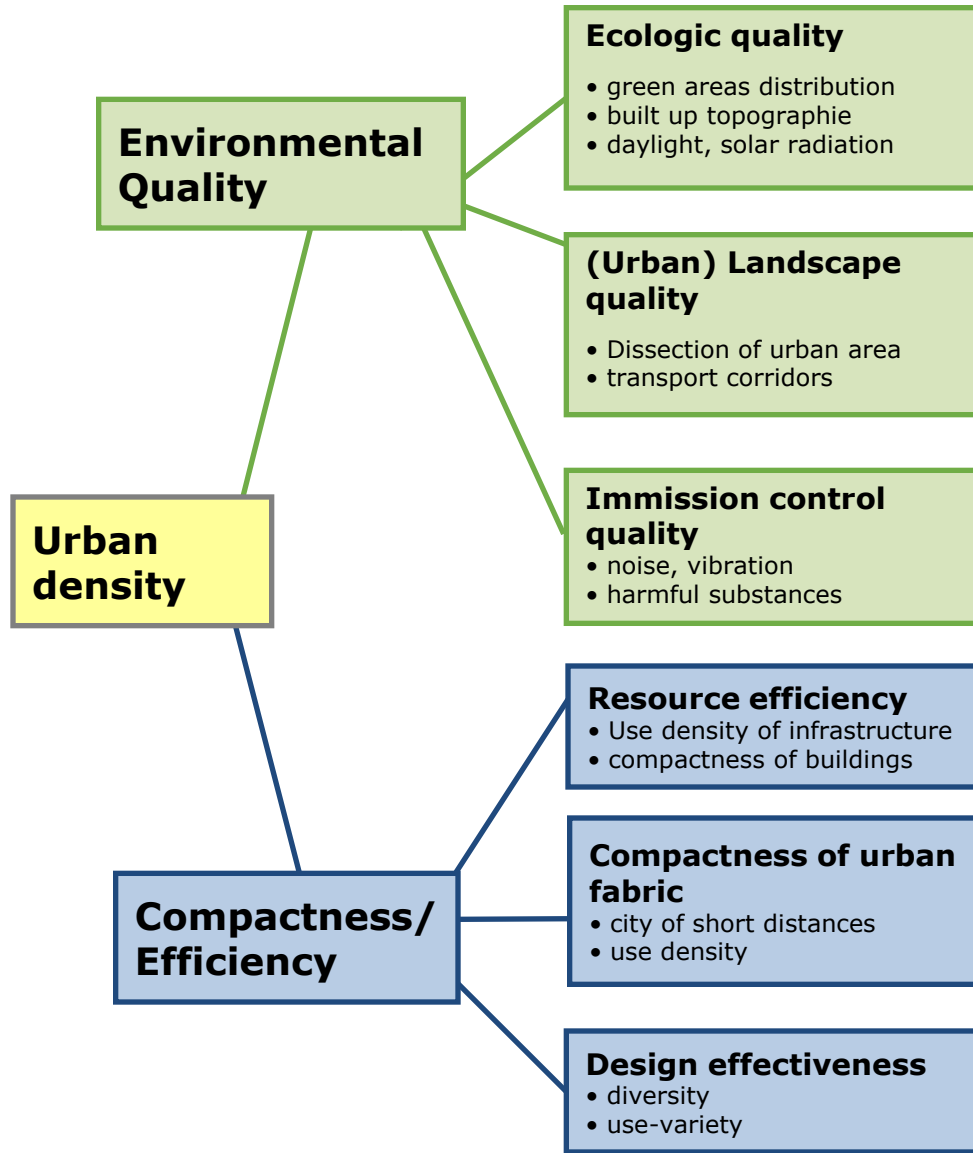 Ecologic quality
• green areas distribution
• built up topographie
• daylight, solar radiation
Environmental
Quality
(Urban) Landscape
quality
• Dissection of urban area
• transport corridors
Immission control
quality
• noise, vibration
• harmful substances
Urban
density
Resource efficiency
• Use density of infrastructure
• compactness of buildings
Compactness of urban
fabric
• city of short distances
• use density
Compactness/
Efficiency
Design effectiveness
• diversity
• use-variety